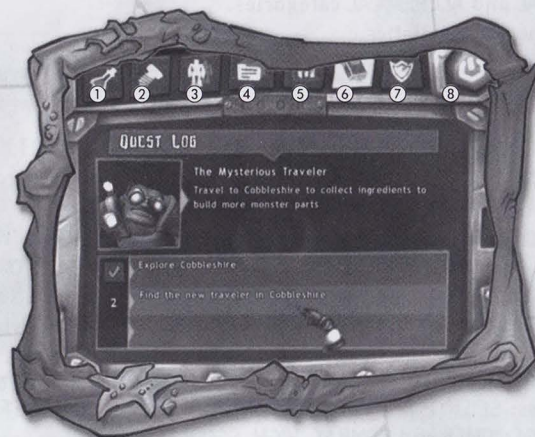 ① ② ③ ④ ⑤ ⑥ ⑦ ⑧
QUEST LOG
The Mysterious Traveler
Travel to Cobbleshire to collect ingredients to
build more monster parts
Explore Cobbleshire
2 Find the new traveler in Cobbleshire